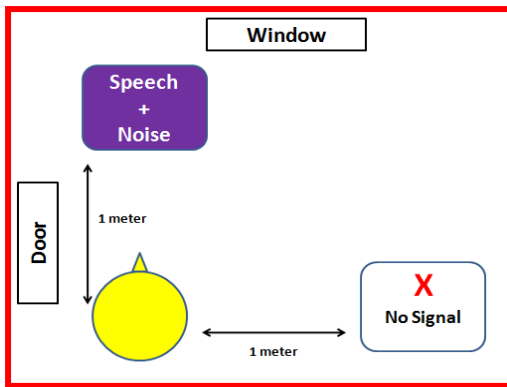 Window
Speech
+
Noise
1 meter
Door
X
No Signal
1 meter